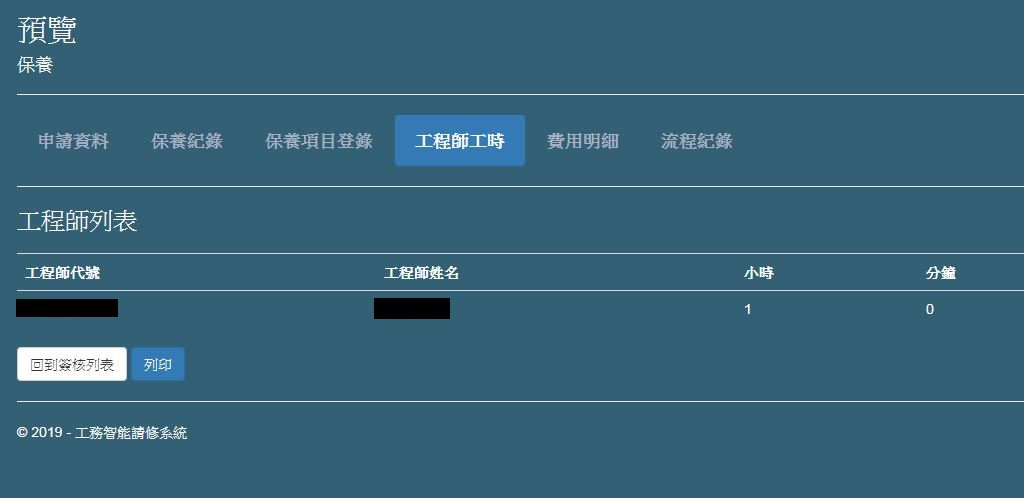 預覽
保養
申請資料 保養紀錄 保養項目登錄 工程師工時 費用明細 流程紀錄
工程師列表
工程師代號 工程師姓名 小時 分鐘
1 0
回到簽核列表 列印
© 2019 - 工務智能請修系統